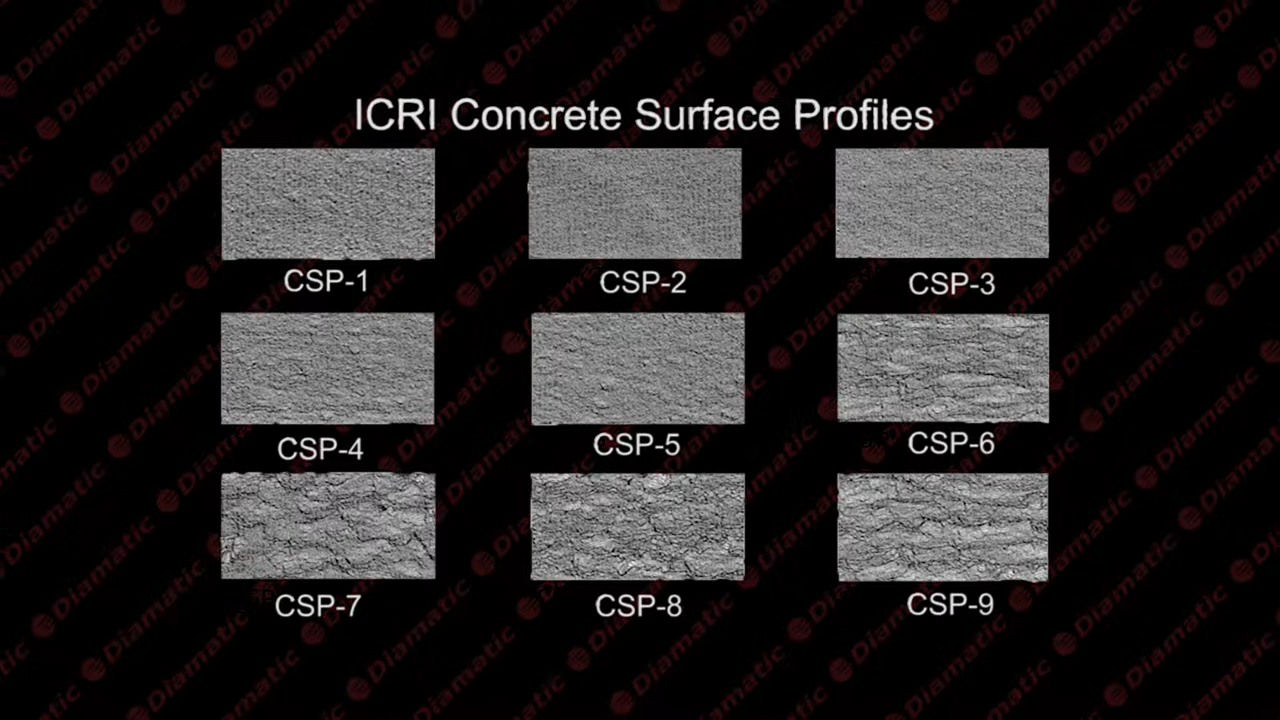 ICRI Concrete Surface Profiles
CSP-1
CSP-2
CSP-3
CSP-4
CSP-5
CSP-6
CSP-7
CSP-8
CSP-9
Diamatic